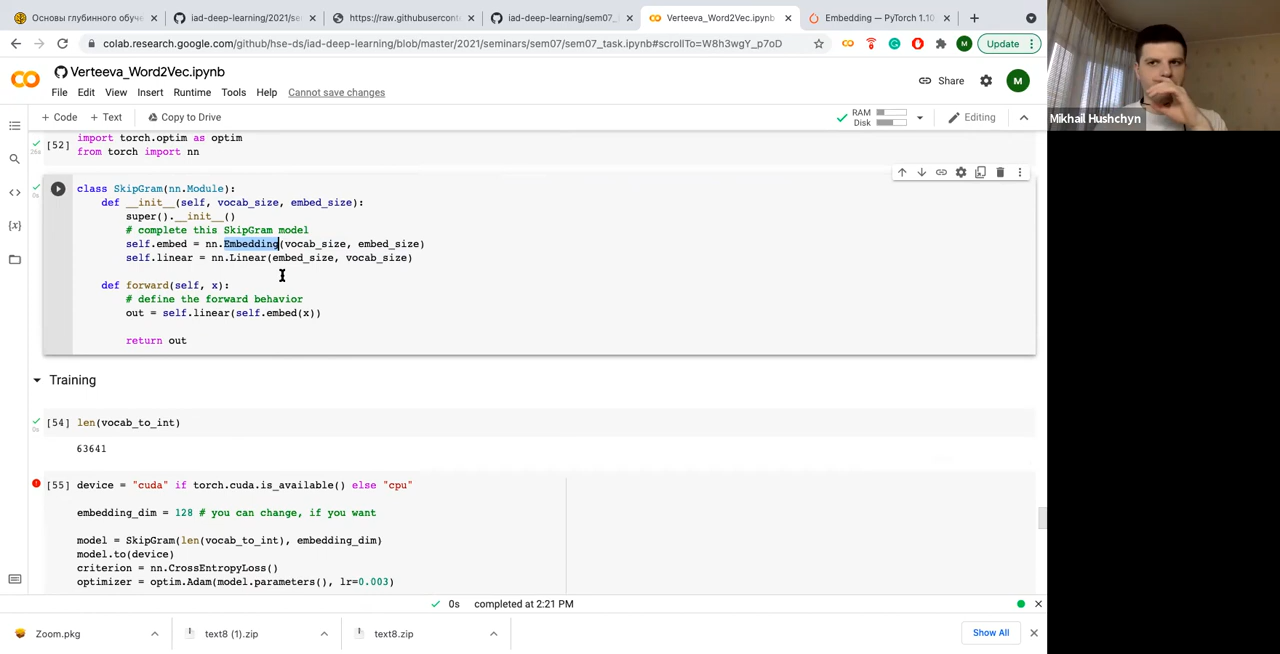 Основы глубинного обуче
iad-deep-learning/2021/se
https://raw.githubusercont
iad-deep-learning/sem07_
Verteeva_Word2Vec.ipynb
Embedding — PyTorch 1.10
colab.research.google.com/github/hse-ds/iad-deep-learning/blob/master/2021/seminars/sem07/sem07_task.ipynb#scrollTo=W8h3wgY_p7oD
M
Update
Verteeva_Word2Vec.ipynb
Share
M
File Edit View Insert Runtime Tools Help Cannot save changes
+ Code + Text Copy to Drive
RAM
Disk
Editing
import torch.optim as optim
[52] from torch import nn
26s
class SkipGram(nn.Module):
0s
def __init__(self, vocab_size, embed_size):
super().__init__()
# complete this SkipGram model
self.embed = nn.Embedding(vocab_size, embed_size)
self.linear = nn.Linear(embed_size, vocab_size)
def forward(self, x):
# define the forward behavior
out = self.linear(self.embed(x))
return out
Training
[54] len(vocab_to_int)
0s
63641
[55] device = "cuda" if torch.cuda.is_available() else "cpu"
embedding_dim = 128 # you can change, if you want
model = SkipGram(len(vocab_to_int), embedding_dim)
model.to(device)
criterion = nn.CrossEntropyLoss()
optimizer = optim.Adam(model.parameters(), lr=0.003)
0s completed at 2:21 PM
Zoom.pkg
text8 (1).zip
text8.zip
Show All
Mikhail Hushchyn